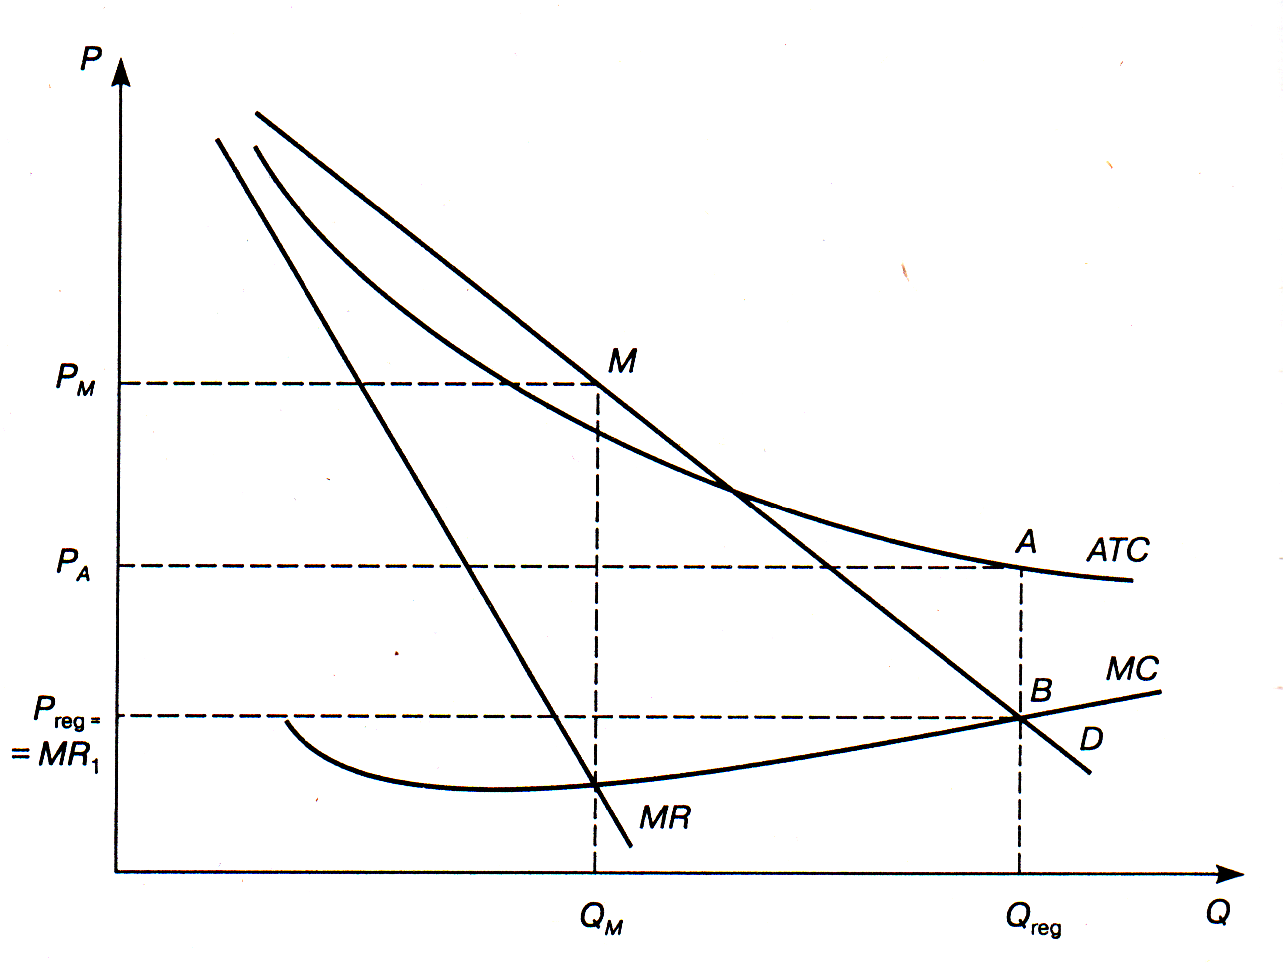 P
M
P_M
A
ATC
P_A
MC
B
P_reg =
= MR_1
D
MR
Q_M
Q_reg
Q